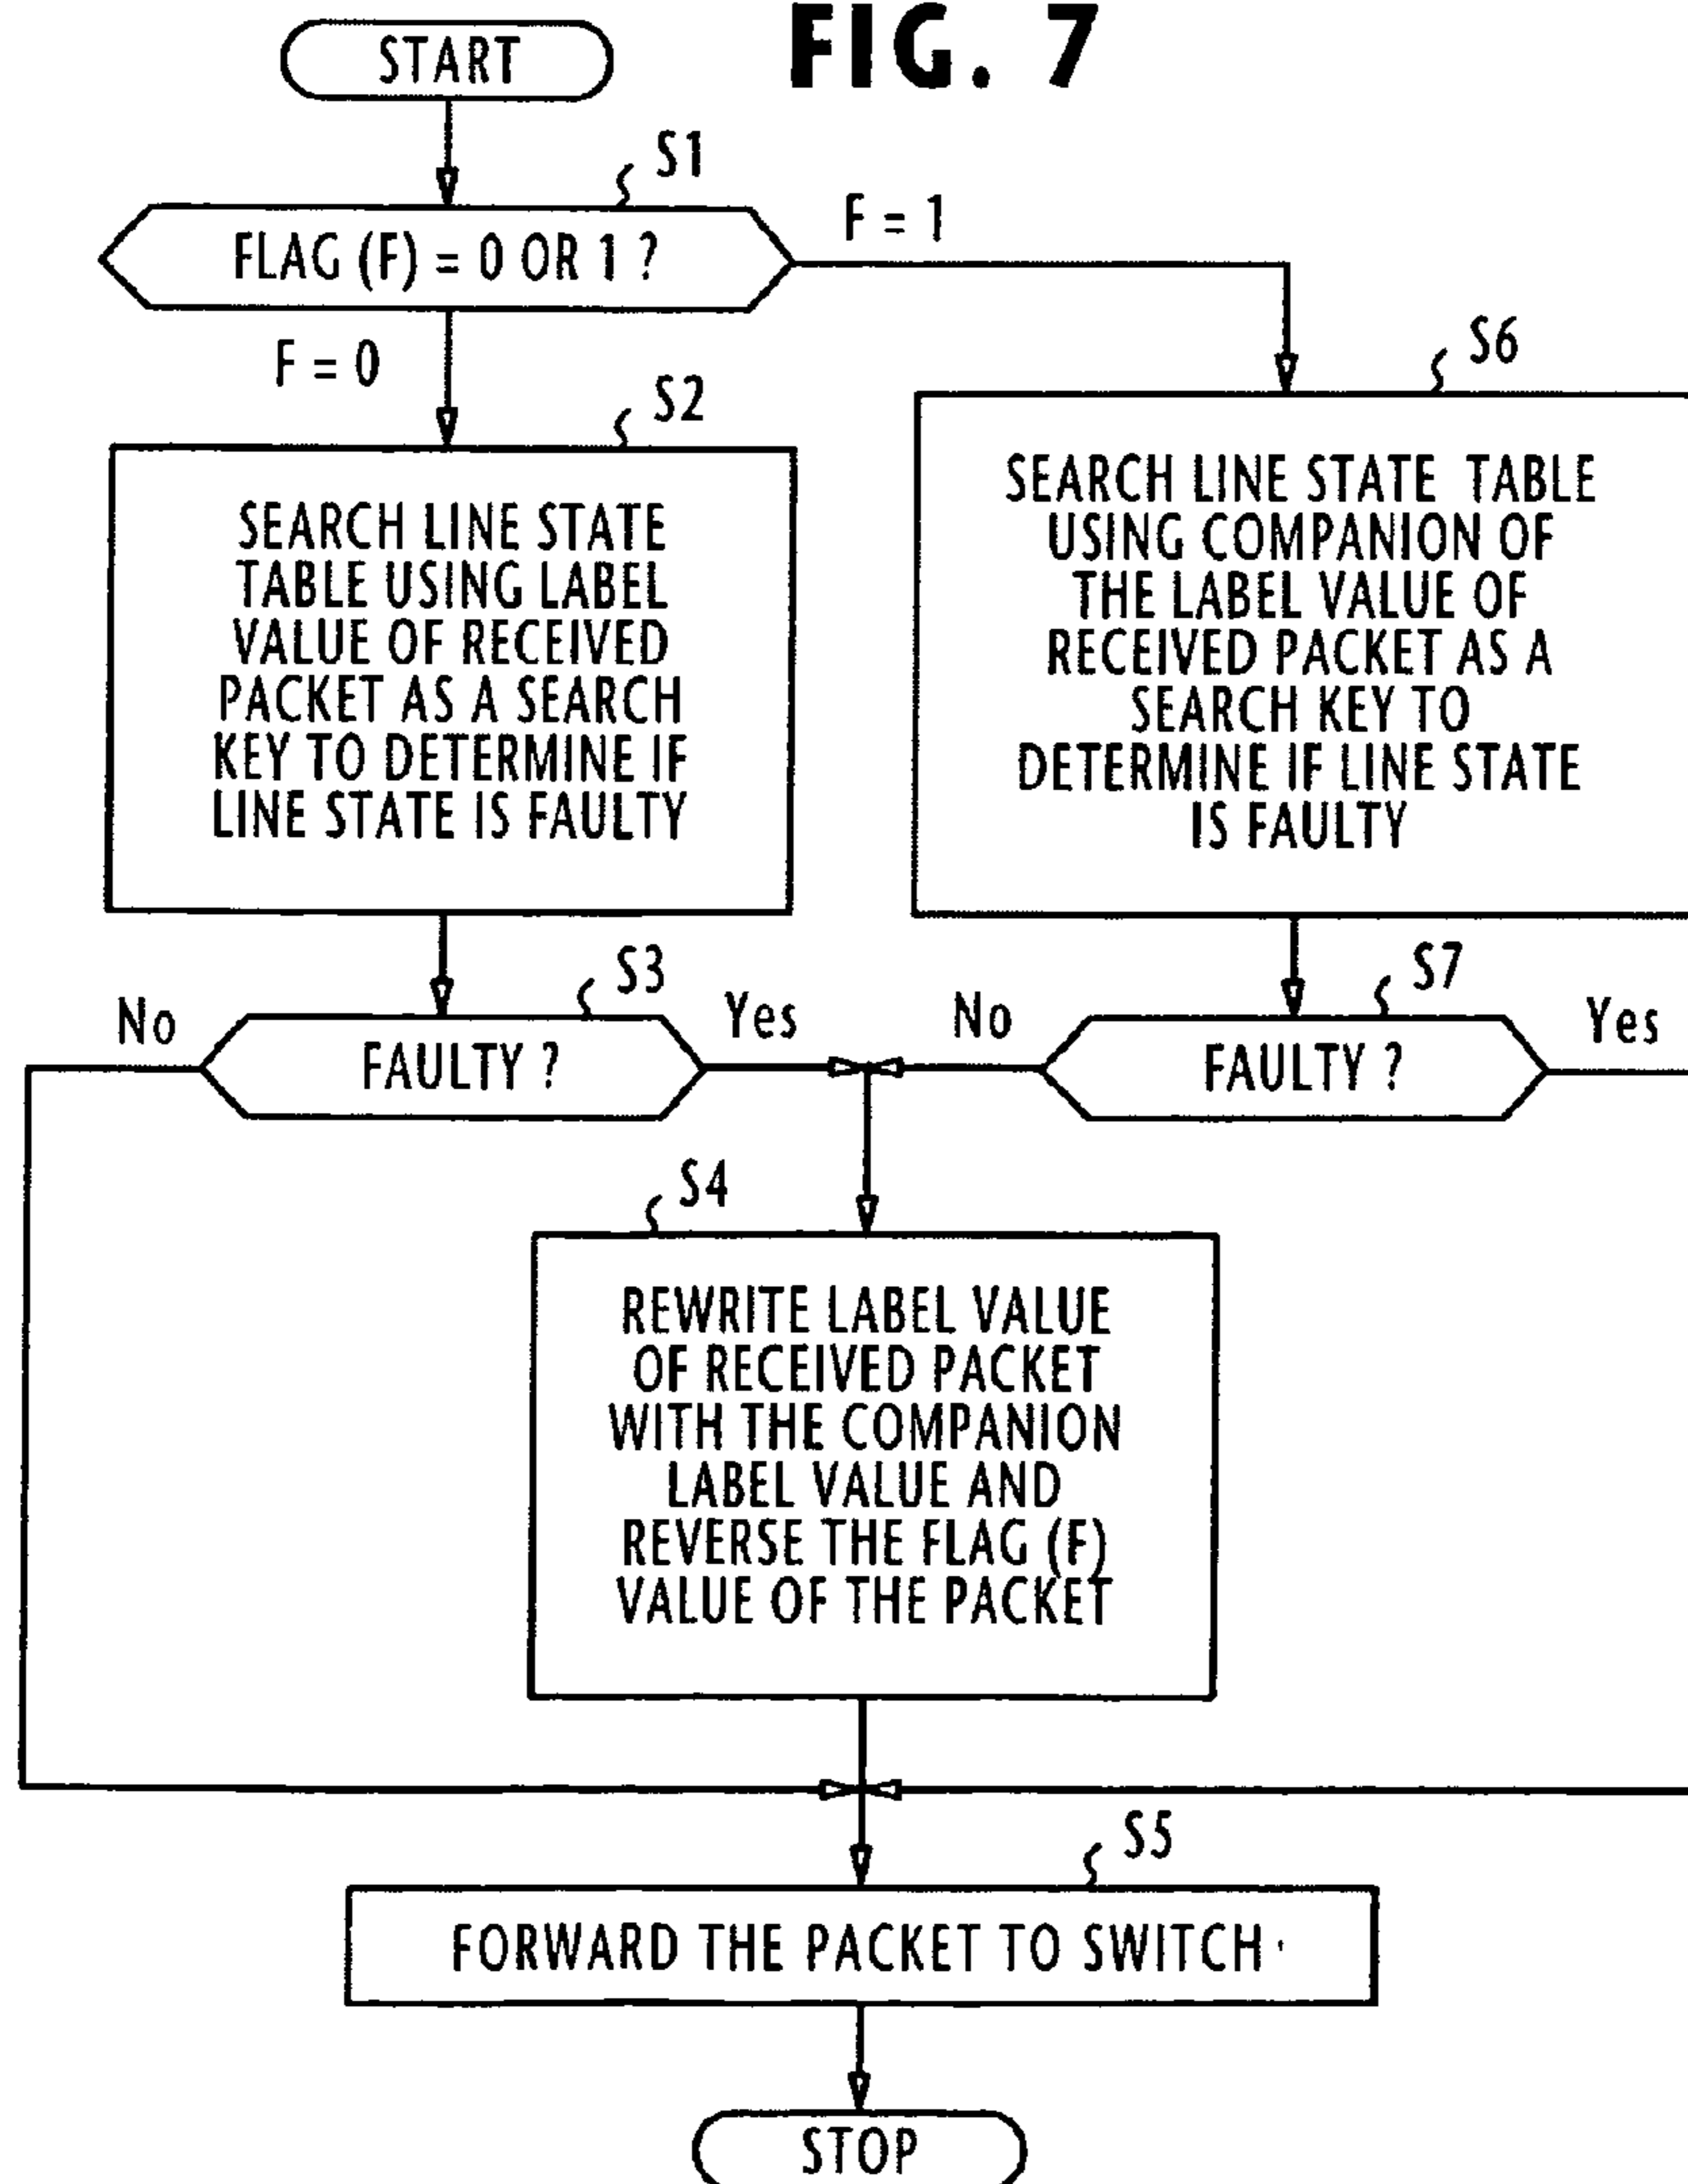 FIG. 7
START
S1
FLAG (F) = 0 OR 1 ?
F = 1
F = 0
S2
SEARCH LINE STATE
TABLE USING LABEL
VALUE OF RECEIVED
PACKET AS A SEARCH
KEY TO DETERMINE IF
LINE STATE IS FAULTY
S6
SEARCH LINE STATE TABLE
USING COMPANION OF
THE LABEL VALUE OF
RECEIVED PACKET AS A
SEARCH KEY TO
DETERMINE IF LINE STATE
IS FAULTY
S3
No
FAULTY ?
Yes
S7
No
FAULTY ?
Yes
S4
REWRITE LABEL VALUE
OF RECEIVED PACKET
WITH THE COMPANION
LABEL VALUE AND
REVERSE THE FLAG (F)
VALUE OF THE PACKET
S5
FORWARD THE PACKET TO SWITCH
STOP